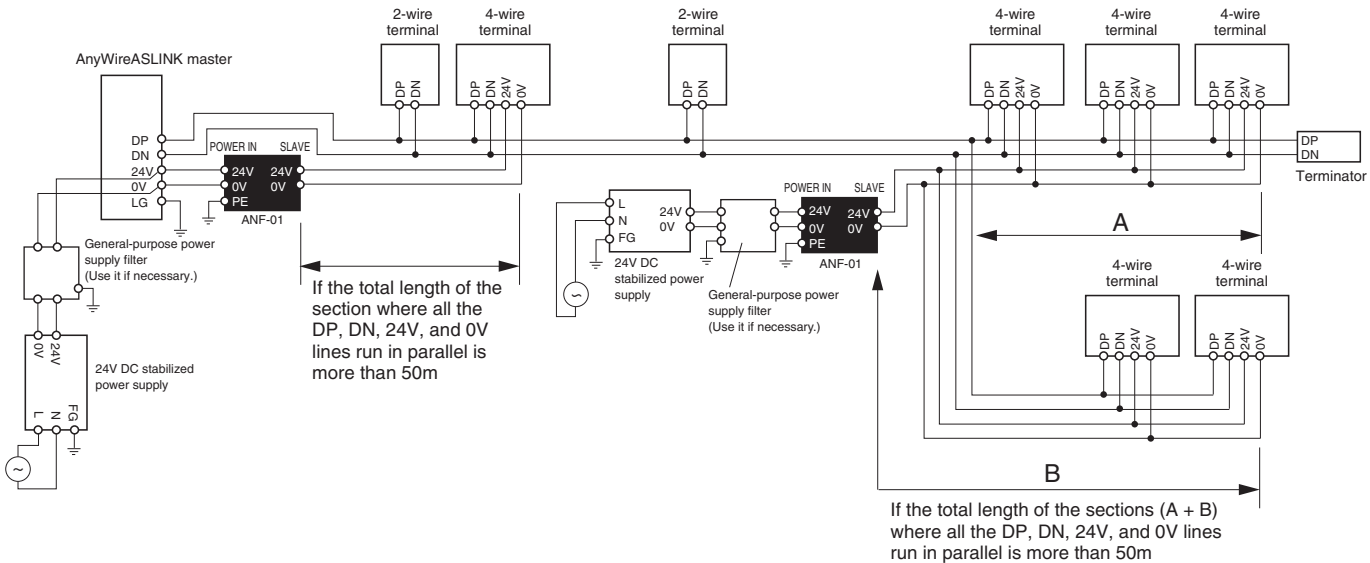 2-wire
terminal
4-wire
terminal
2-wire
terminal
4-wire
terminal
4-wire
terminal
4-wire
terminal
AnyWireASLINK master
DP
DN
DP
DN
24V
0V
DP
DN
DP
DN
24V
0V
DP
DN
24V
0V
DP
DN
24V
0V
DP
DN
24V
0V
LG
POWER IN
SLAVE
24V
0V
PE
24V
0V
ANF-01
DP
DN
Terminator
General-purpose power
supply filter
(Use it if necessary.)
0V
24V
L
N
FG
24V DC stabilized
power supply
~
If the total length of the
section where all the
DP, DN, 24V, and 0V
lines run in parallel is
more than 50m
L
N
FG
24V
0V
24V DC
stabilized power
supply
~
General-purpose power
supply filter
(Use it if necessary.)
POWER IN
SLAVE
24V
0V
PE
24V
0V
ANF-01
A
4-wire
terminal
4-wire
terminal
DP
DN
24V
0V
DP
DN
24V
0V
B
If the total length of the sections (A + B)
where all the DP, DN, 24V, and 0V lines
run in parallel is more than 50m